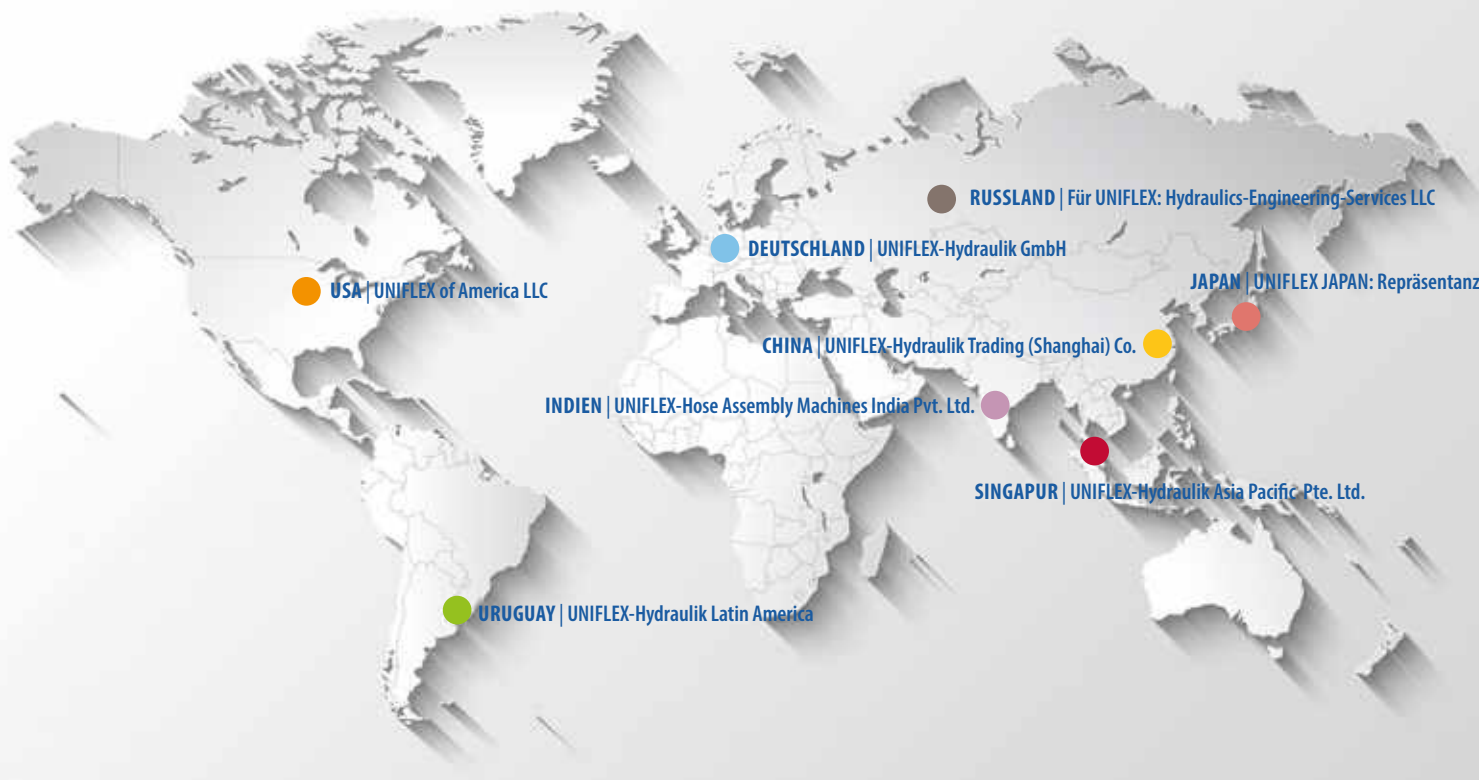 RUSSLAND | Für UNIFLEX: Hydraulics-Engineering-Services LLC
DEUTSCHLAND | UNIFLEX-Hydraulik GmbH
JAPAN | UNIFLEX JAPAN: Repräsentanz
USA | UNIFLEX of America LLC
CHINA | UNIFLEX-Hydraulik Trading (Shanghai) Co.
INDIEN | UNIFLEX-Hose Assembly Machines India Pvt. Ltd.
SINGAPUR | UNIFLEX-Hydraulik Asia Pacific Pte. Ltd.
URUGUAY | UNIFLEX-Hydraulik Latin America